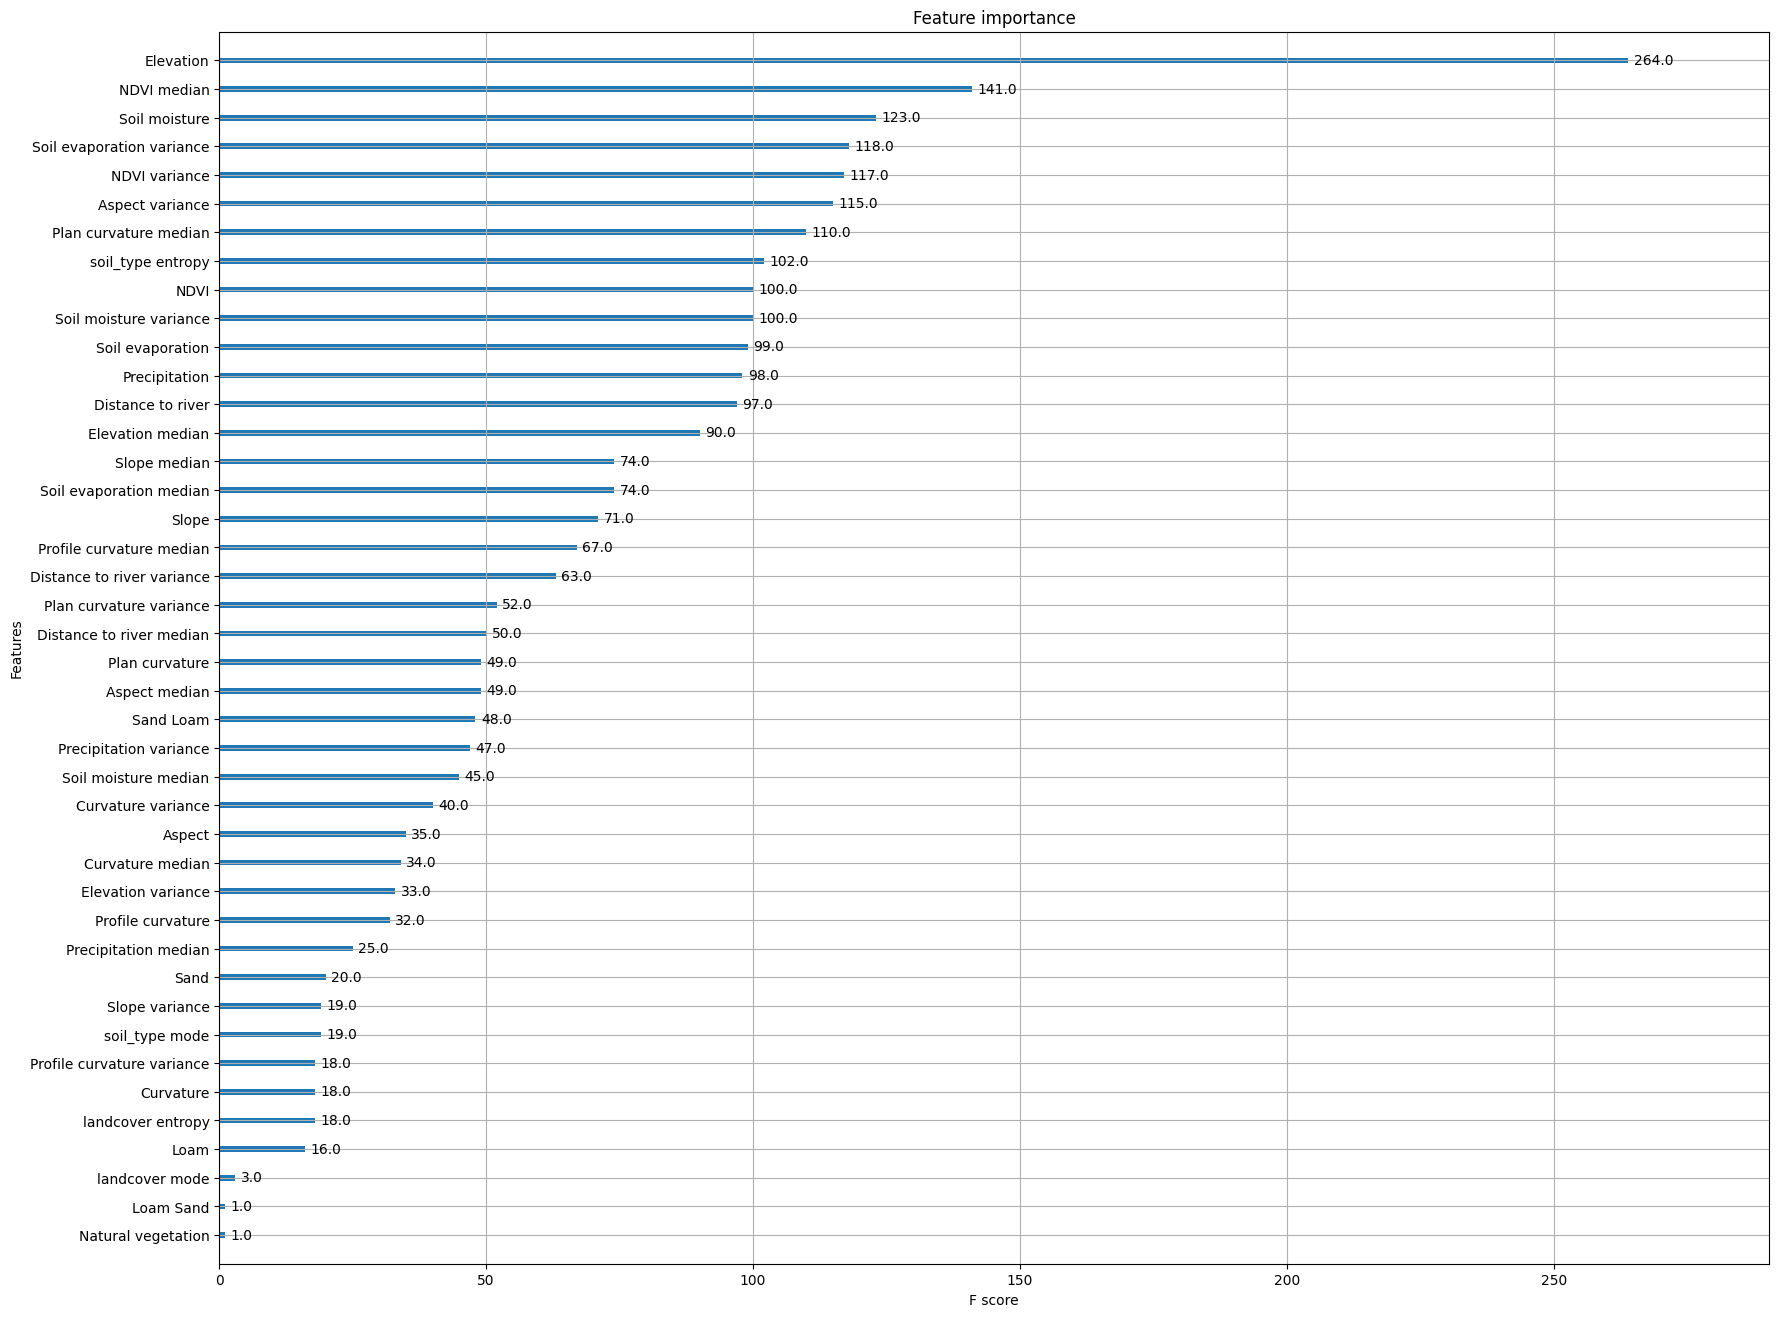 Feature importance
Elevation 264.0
NDVI median 141.0
Soil moisture 123.0
Soil evaporation variance 118.0
NDVI variance 117.0
Aspect variance 115.0
Plan curvature median 110.0
soil_type entropy 102.0
NDVI 100.0
Soil moisture variance 100.0
Soil evaporation 99.0
Precipitation 98.0
Distance to river 97.0
Elevation median 90.0
Slope median 74.0
Soil evaporation median 74.0
Slope 71.0
Profile curvature median 67.0
Distance to river variance 63.0
Plan curvature variance 52.0
Distance to river median 50.0
Plan curvature 49.0
Aspect median 49.0
Sand Loam 48.0
Precipitation variance 47.0
Soil moisture median 45.0
Curvature variance 40.0
Aspect 35.0
Curvature median 34.0
Elevation variance 33.0
Profile curvature 32.0
Precipitation median 25.0
Sand 20.0
Slope variance 19.0
soil_type mode 19.0
Profile curvature variance 18.0
Curvature 18.0
landcover entropy 18.0
Loam 16.0
landcover mode 3.0
Loam Sand 1.0
Natural vegetation 1.0
Features
0 50 100 150 200 250
F score